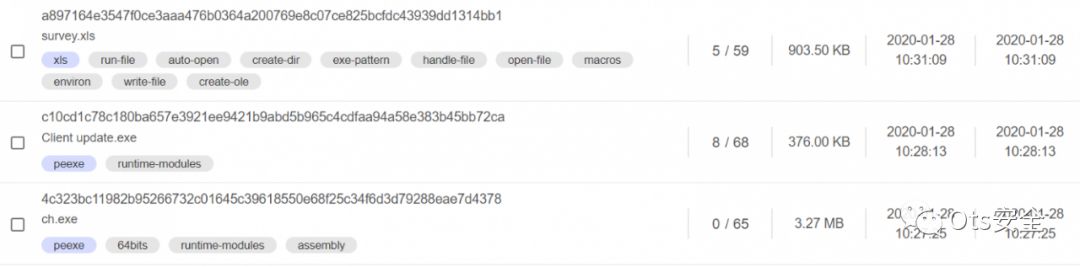 a897164e3547f0ce3aaa476b0364a200769e8c07ce825bcfdc43939dd1314bb1
survey.xls
xls run-file auto-open create-dir exe-pattern handle-file open-file macros
environ write-file create-ole
5 / 59 903.50 KB 2020-01-28 10:31:09 2020-01-28 10:31:09
c10cd1c78c180ba657e3921ee9421b9abd5b965c4cdfaa94a58e383b45bb72ca
Client update.exe
peexe runtime-modules
8 / 68 376.00 KB 2020-01-28 10:28:13 2020-01-28 10:28:13
4c323bc11982b95266732c01645c39618550e68f25c34f6d3d79288eae7d4378
ch.exe
peexe 64bits runtime-modules assembly
0 / 65 3.27 MB 2020-01-28 10:27:25 2020-01-28 10:27:25
Ots安全